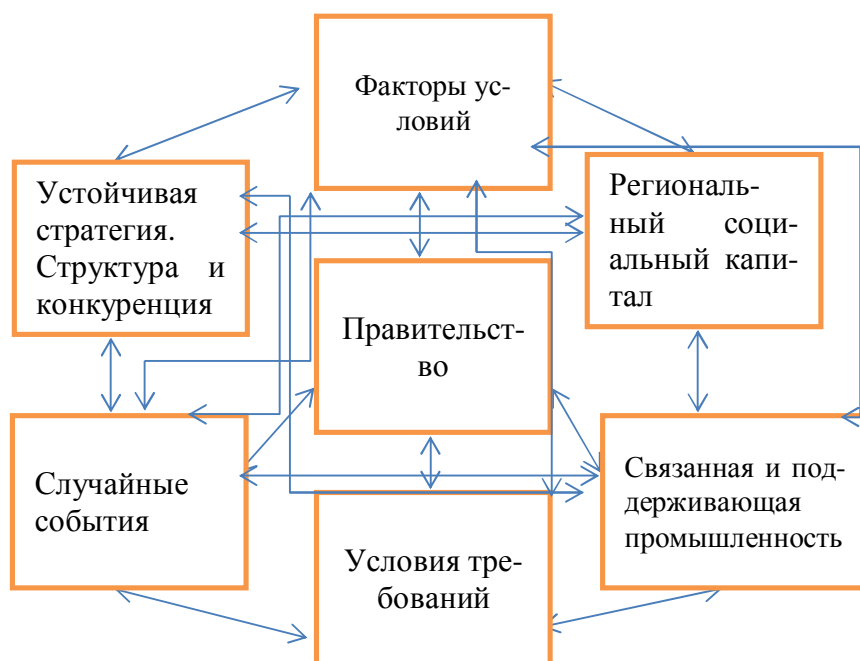 Факторы ус-
ловий
Устойчивая
стратегия.
Структура и
конкуренция
Региональ-
ный соци-
альный капи-
тал
Правительст-
во
Случайные
события
Связанная и под-
держивающая
промышленность
Условия тре-
бований